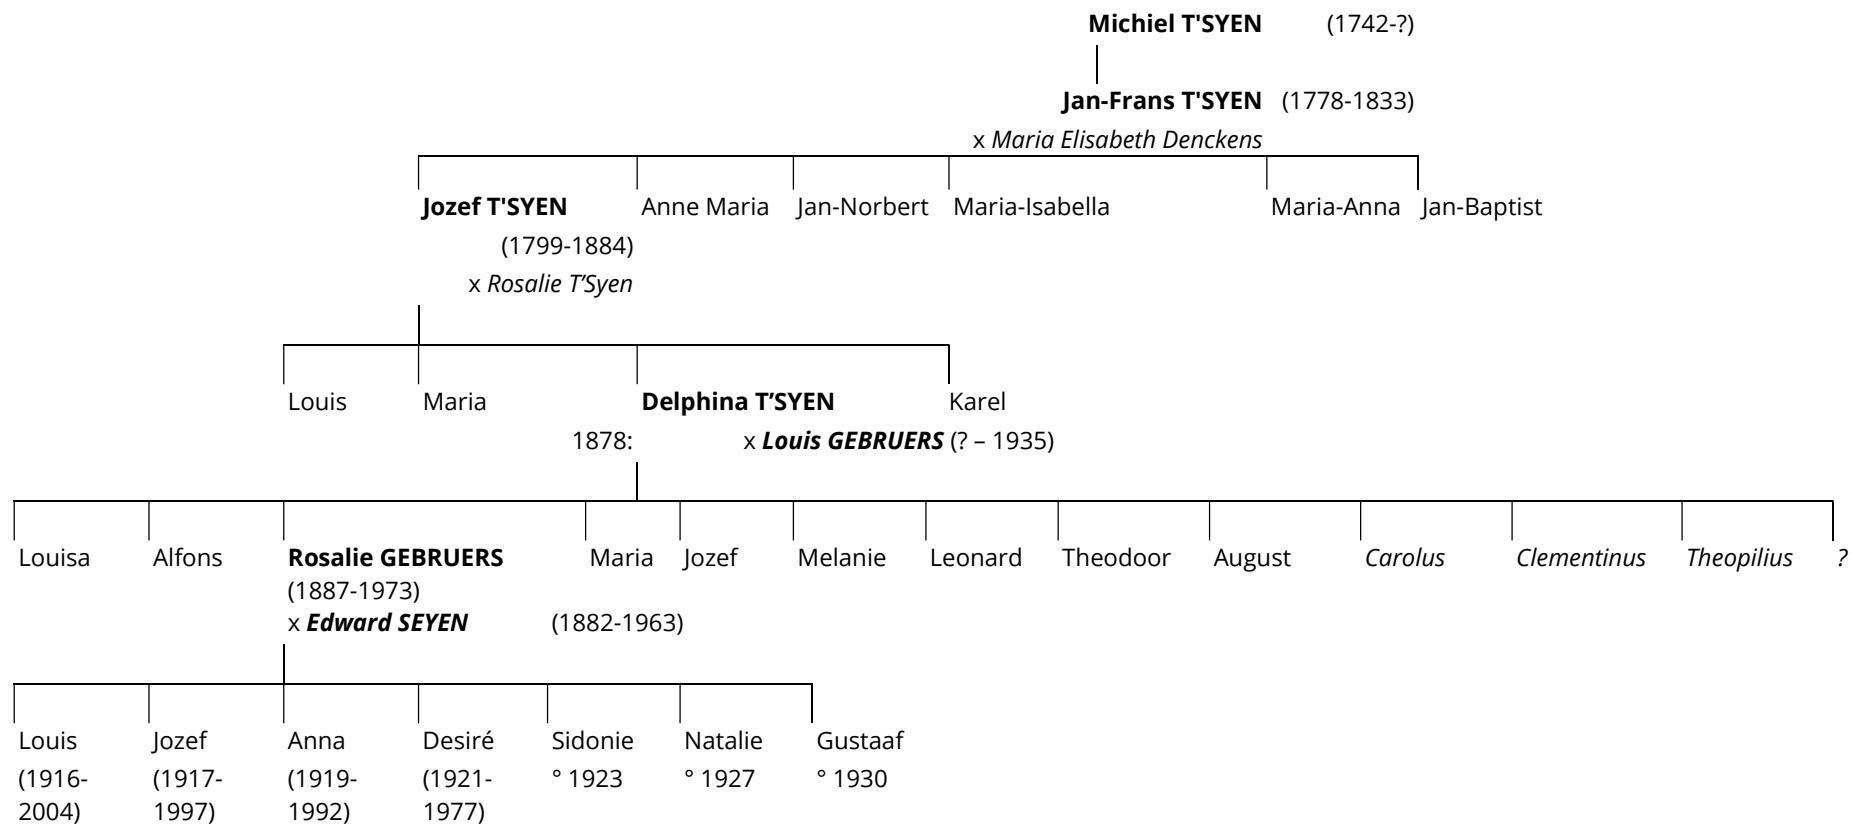 Michiel T'SYEN (1742-?)
Jan-Frans T'SYEN (1778-1833)
x Maria Elisabeth Denckens
Jozef T'SYEN Anne Maria Jan-Norbert Maria-Isabella Maria-Anna Jan-Baptist
(1799-1884)
x Rosalie T’Syen
Louis Maria Delphina T’SYEN Karel
1878: x Louis GEBRUERS (? – 1935)
Louisa Alfons Rosalie GEBRUERS Maria Jozef Melanie Leonard Theodoor August Carolus Clementinus Theopilius ?
(1887-1973)
x Edward SEYEN (1882-1963)
Louis Jozef Anna Desiré Sidonie Natalie Gustaaf
(1916- (1917- (1919- (1921- ° 1923 ° 1927 ° 1930
2004) 1997) 1992) 1977)